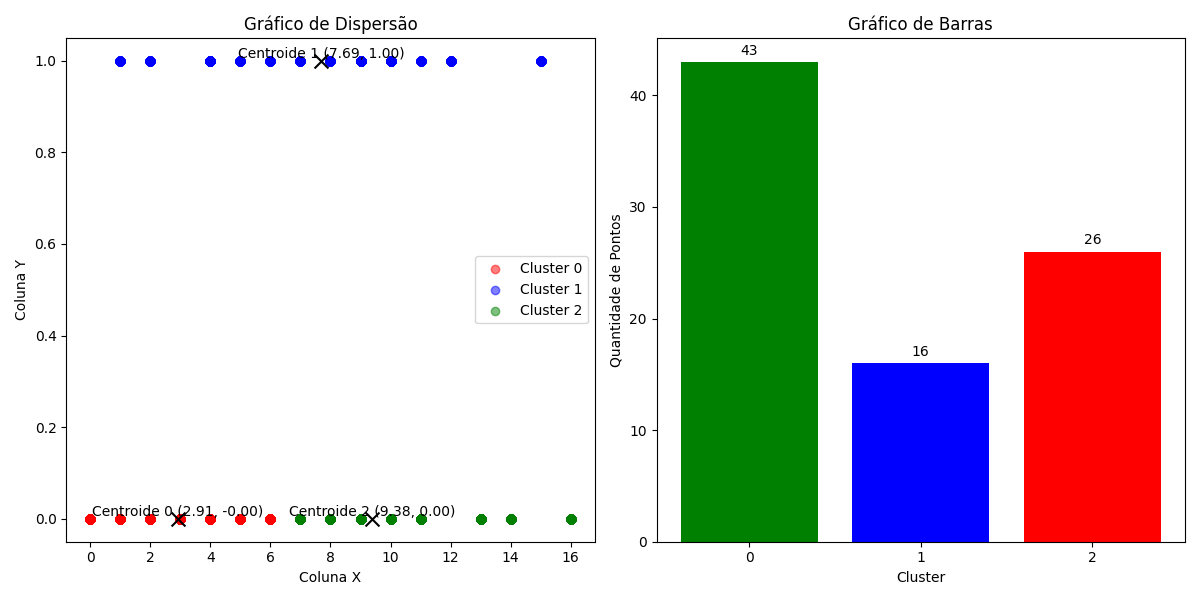 Gráfico de Dispersão
Centroide 1 (7.69, 1.00)
1.0
0.8
0.6
0.4
0.2
0.0
Coluna Y
Cluster 0
Cluster 1
Cluster 2
Centroide 0 (2.91, -0.00)
Centroide 2 (9.38, 0.00)
0 2 4 6 8 10 12 14 16
Coluna X
Gráfico de Barras
43
16
26
40
30
20
10
0
Quantidade de Pontos
0 1 2
Cluster